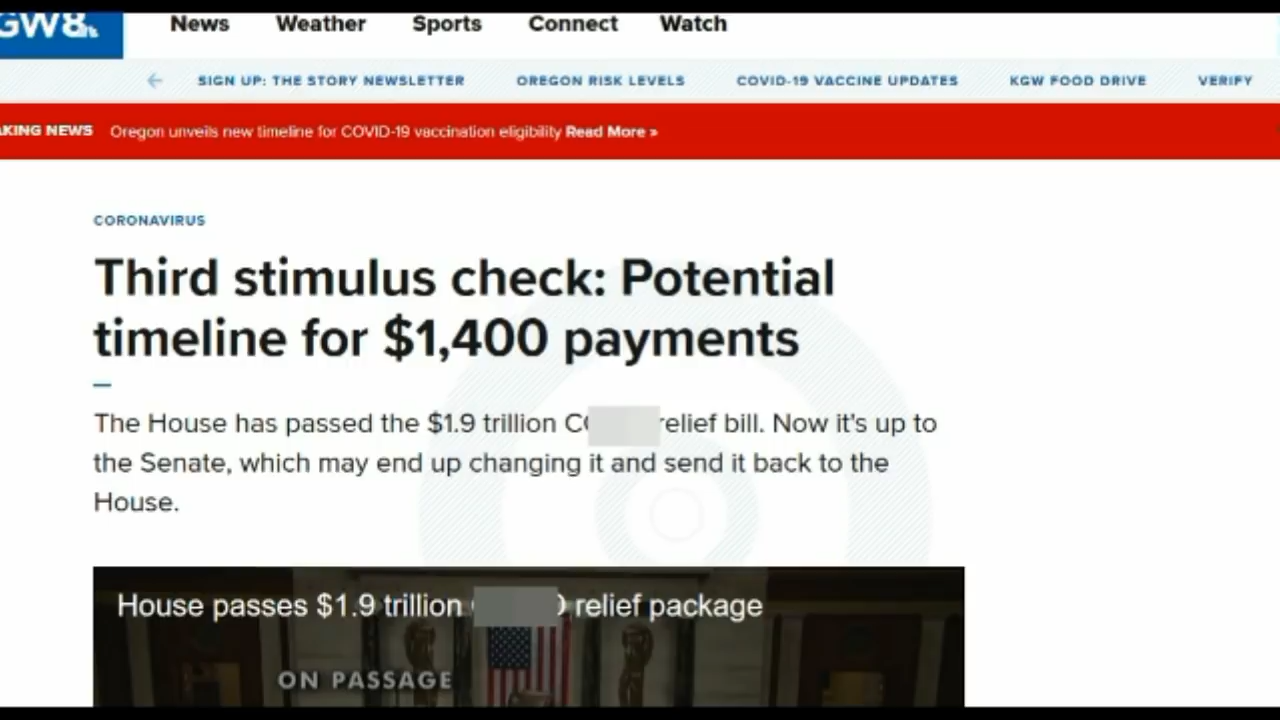 GW8
News Weather Sports Connect Watch
SIGN UP: THE STORY NEWSLETTER OREGON RISK LEVELS COVID-19 VACCINE UPDATES KGW FOOD DRIVE VERIFY
AKING NEWS Oregon unveils new timeline for COVID-19 vaccination eligibility Read More »
CORONAVIRUS
Third stimulus check: Potential
timeline for $1,400 payments
The House has passed the $1.9 trillion relief bill. Now it's up to
the Senate, which may end up changing it and send it back to the
House.
House passes $1.9 trillion relief package
ON PASSAGE